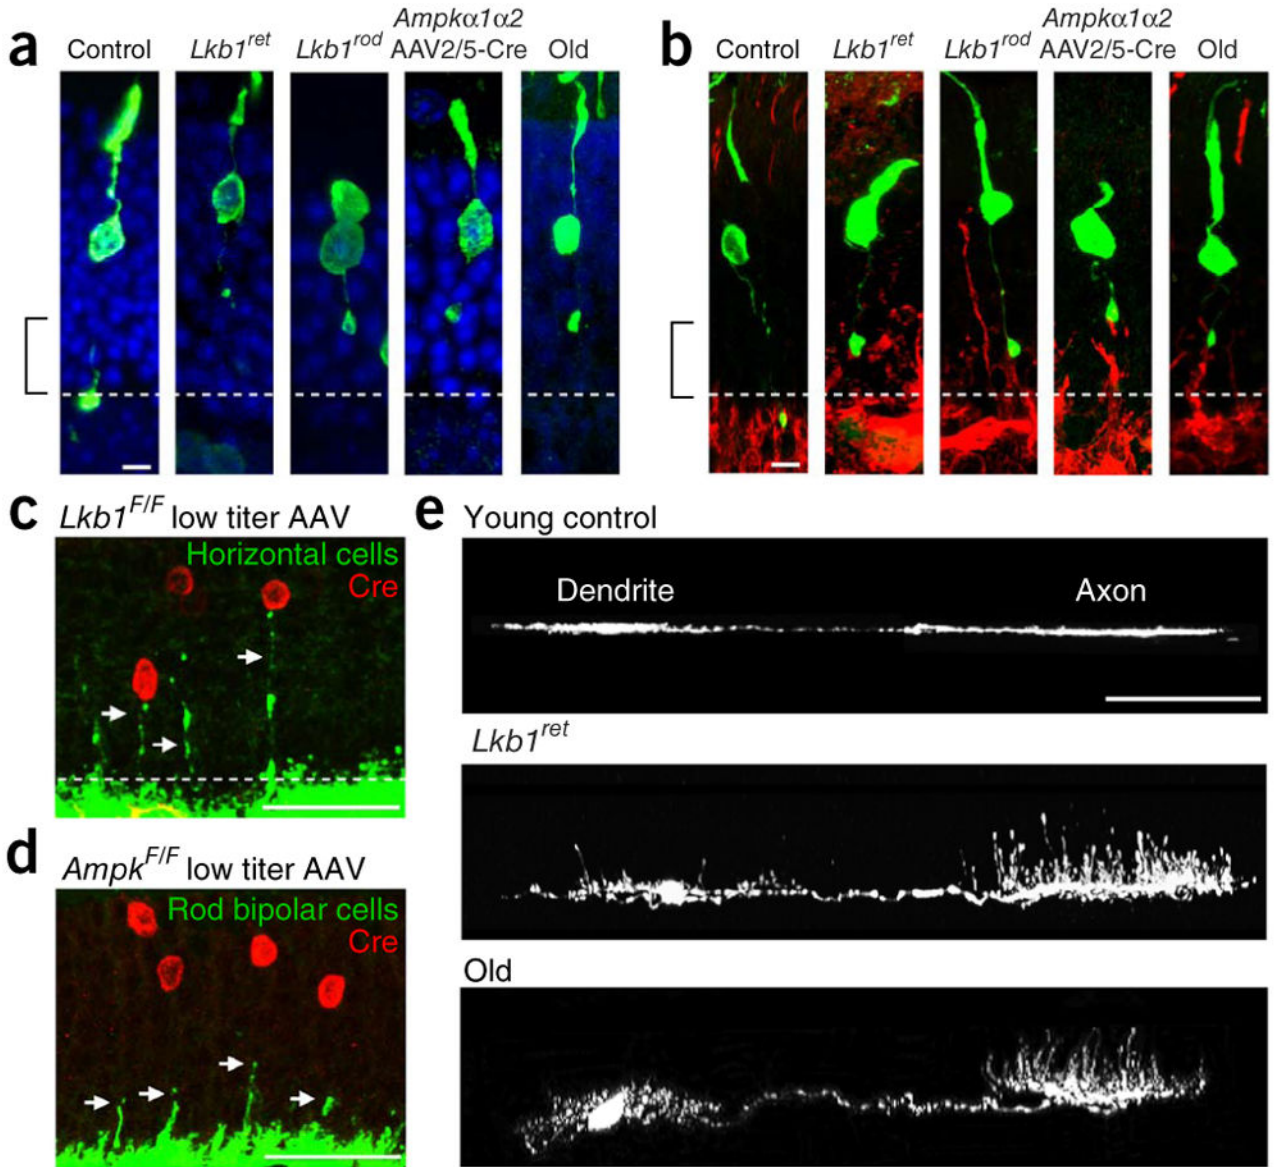 a
Control Lkb1ret Lkb1rod Ampkα1α2 AAV2/5-Cre Old
b
Control Lkb1ret Lkb1rod Ampkα1α2 AAV2/5-Cre Old
c
Lkb1F/F low titer AAV
Horizontal cells
Cre
d
AmpkF/F low titer AAV
Rod bipolar cells
Cre
e
Young control
Dendrite Axon
Lkb1ret
Old